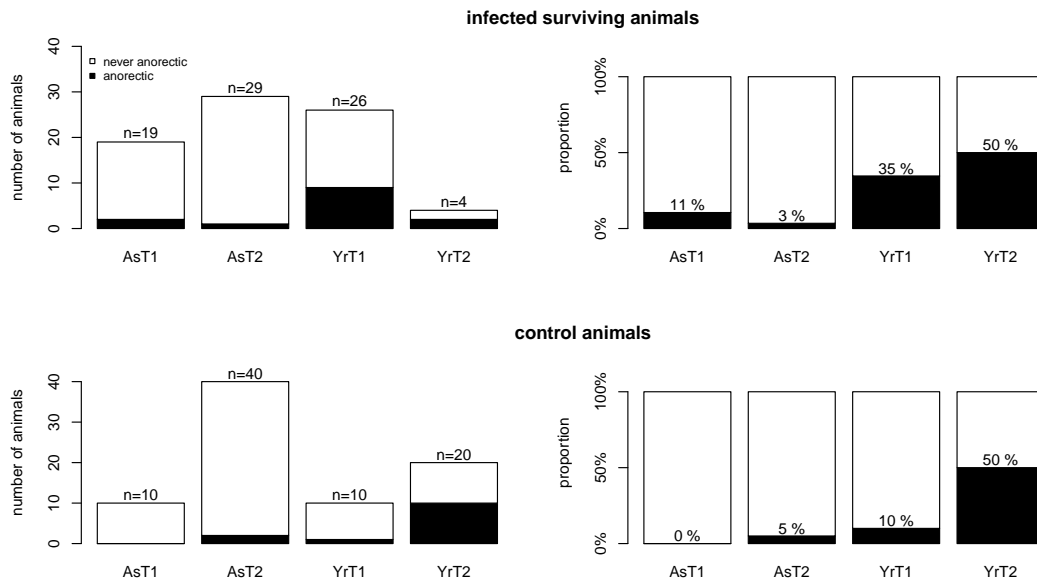 infected surviving animals
number of animals
40
30
20
10
0
never anorectic
anorectic
n=19
n=29
n=26
n=4
AsT1
AsT2
YrT1
YrT2
proportion
100%
50%
0%
11 %
3 %
35 %
50 %
AsT1
AsT2
YrT1
YrT2
control animals
number of animals
40
30
20
10
0
n=10
n=40
n=10
n=20
AsT1
AsT2
YrT1
YrT2
proportion
100%
50%
0%
0 %
5 %
10 %
50 %
AsT1
AsT2
YrT1
YrT2